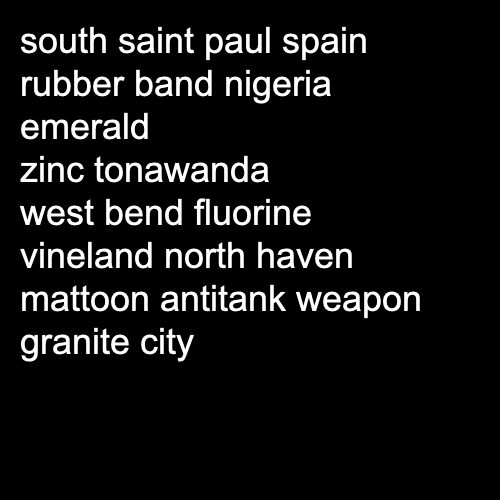 south saint paul spain
rubber band nigeria
emerald
zinc tonawanda
west bend fluorine
vineland north haven
mattoon antitank weapon
granite city